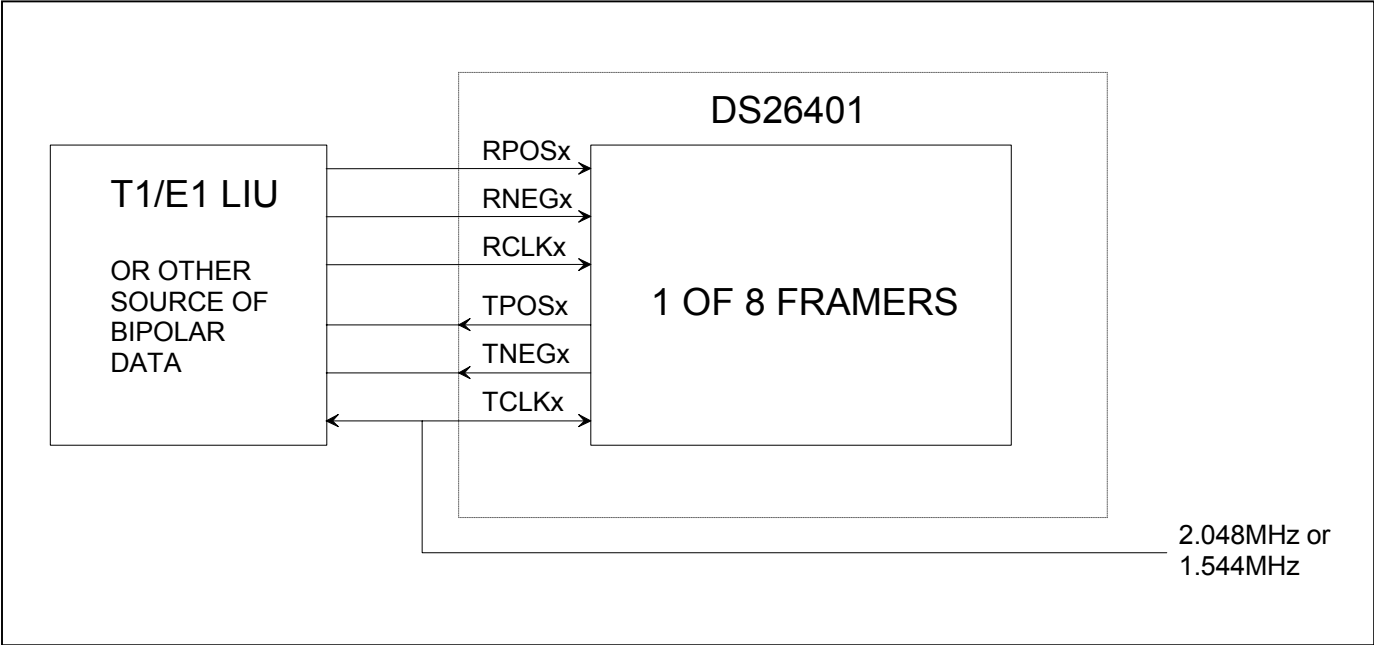 DS26401
T1/E1 LIU
OR OTHER
SOURCE OF
BIPOLAR
DATA
RPOSx
RNEGx
RCLKx
TPOSx
TNEGx
TCLKx
1 OF 8 FRAMERS
2.048MHz or
1.544MHz